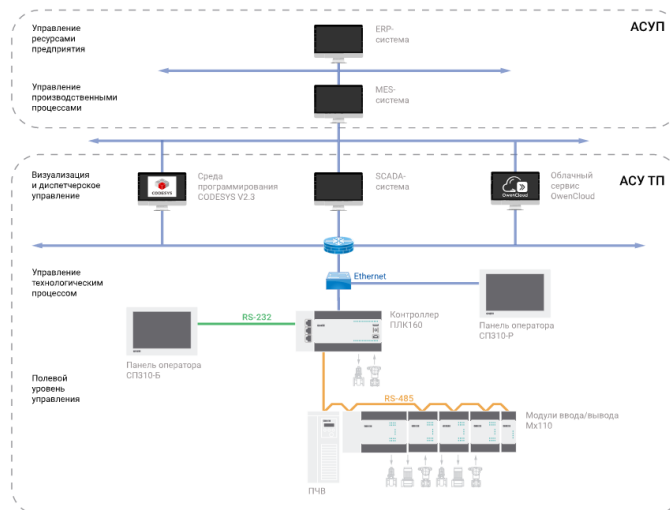 Управление
ресурсами
предприятия
ERP-
система
АСУП
Управление
производственными
процессами
MES-
система
Визуализация
и диспетчерское
управление
CODESYS
Среда
программирования
CODESYS V2.3
SCADA-
система
OwenCloud
Облачный
сервис
OwenCloud
АСУ ТП
Управление
технологическим
процессом
Ethernet
RS-232
Контроллер
ПЛК160
Панель оператора
СП310-Р
Панель оператора
СП310-Б
Полевой
уровень
управления
RS-485
Модули ввода/вывода
Мх110
ПЧВ